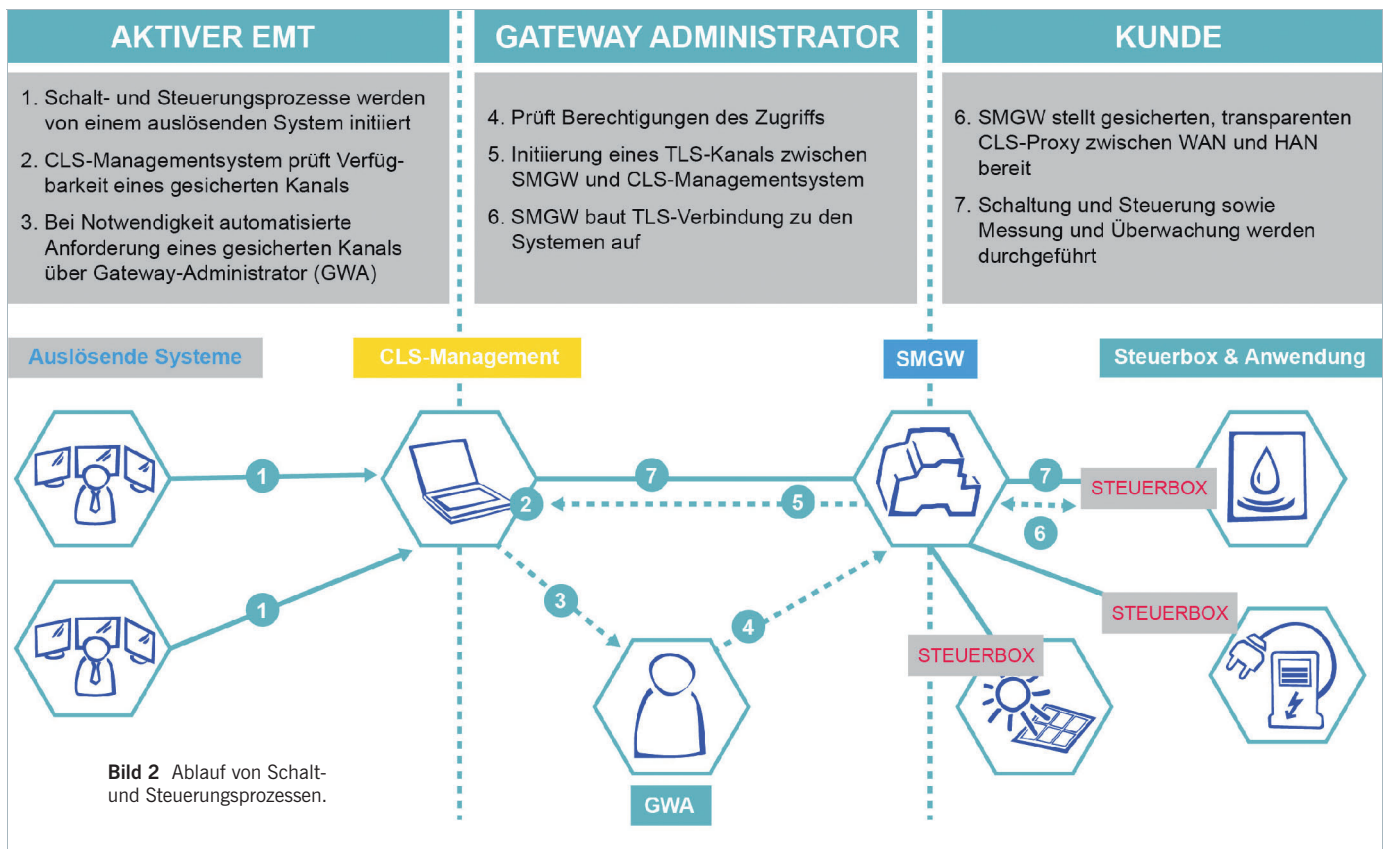 AKTIVER EMT
GATEWAY ADMINISTRATOR
KUNDE
1. Schalt- und Steuerungsprozesse werden
von einem auslösenden System initiiert
2. CLS-Managementsystem prüft Verfüg-
barkeit eines gesicherten Kanals
3. Bei Notwendigkeit automatisierte
Anforderung eines gesicherten Kanals
über Gateway-Administrator (GWA)
4. Prüft Berechtigungen des Zugriffs
5. Initiierung eines TLS-Kanals zwischen
SMGW und CLS-Managementsystem
6. SMGW baut TLS-Verbindung zu den
Systemen auf
6. SMGW stellt gesicherten, transparenten
CLS-Proxy zwischen WAN und HAN
bereit
7. Schaltung und Steuerung sowie
Messung und Überwachung werden
durchgeführt
Auslösende Systeme
CLS-Management
SMGW
Steuerbox & Anwendung
1
7
7
STEUERBOX
2
5
6
1
3
4
STEUERBOX
STEUERBOX
GWA
Bild 2 Ablauf von Schalt-
und Steuerungsprozessen.